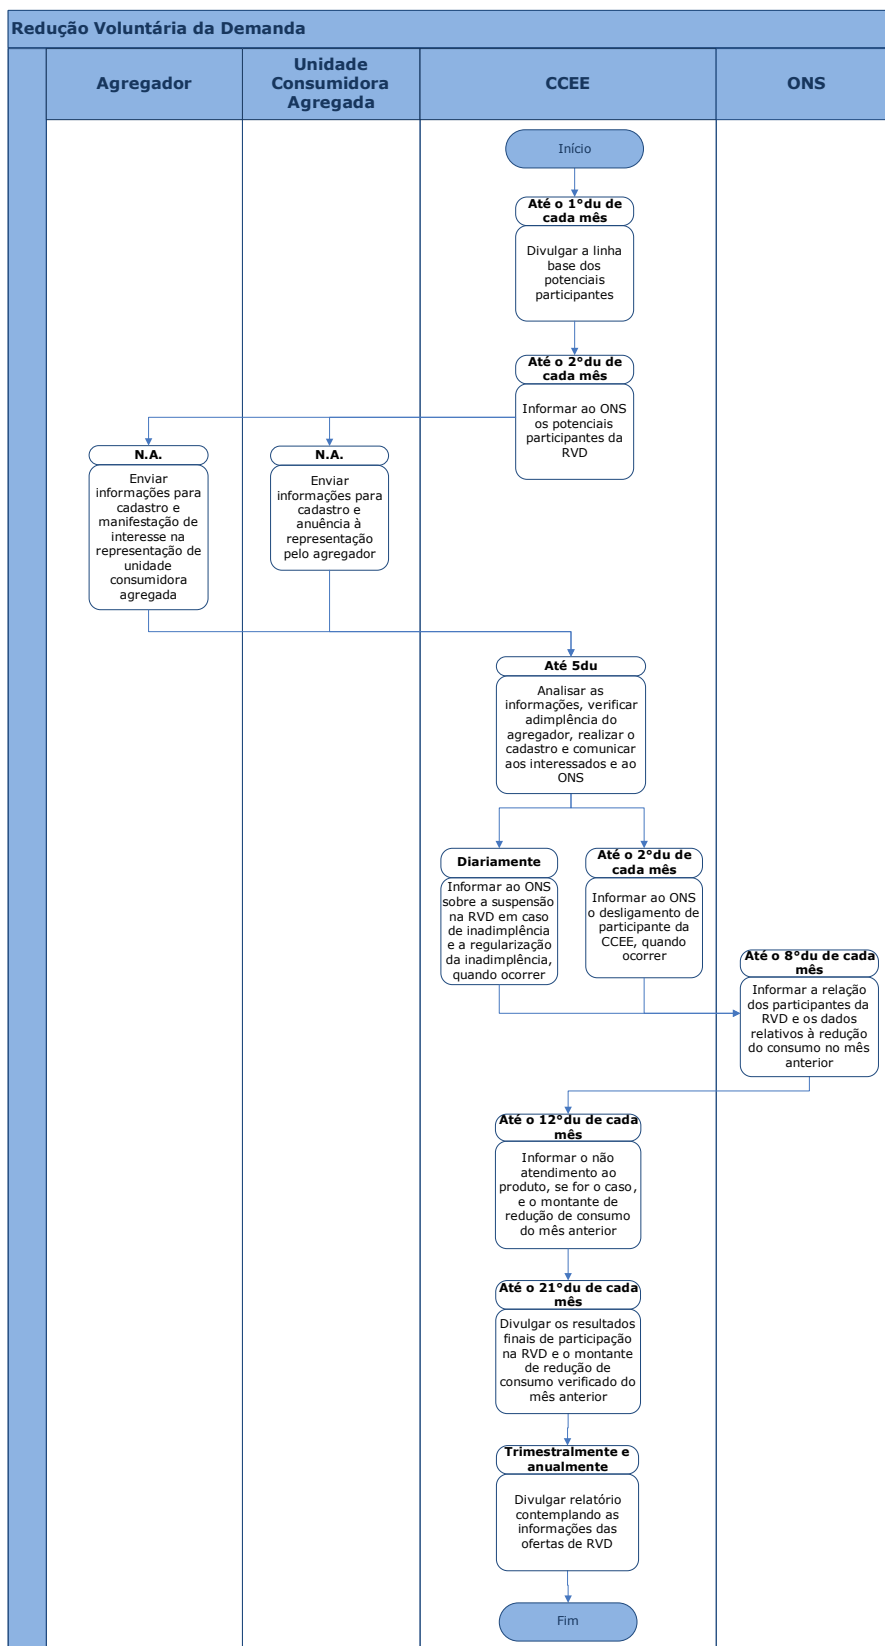 Redução Voluntária da Demanda
Agregador
Unidade
Consumidora
Agregada
CCEE
ONS
Início
Até o 1°du de
cada mês
Divulgar a linha
base dos
potenciais
participantes
Até o 2°du de
cada mês
Informar ao ONS
os potenciais
participantes da
RVD
N.A.
Enviar
informações para
cadastro e
manifestação de
interesse na
representação de
unidade
consumidora
agregada
N.A.
Enviar
informações para
cadastro e
anuência à
representação
pelo agregador
Até 5du
Analisar as
informações, verificar
adimplência do
agregador, realizar o
cadastro e comunicar
aos interessados e ao
ONS
Diariamente
Informar ao ONS
sobre a suspensão
na RVD em caso
de inadimplência
e a regularização
da inadimplência,
quando ocorrer
Até o 2°du de
cada mês
Informar ao ONS
o desligamento de
participante da
CCEE, quando
ocorrer
Até o 8°du de cada
mês
Informar a relação
dos participantes da
RVD e os dados
relativos à redução
do consumo no mês
anterior
Até o 12°du de cada
mês
Informar o não
atendimento ao
produto, se for o caso,
e o montante de
redução de consumo
do mês anterior
Até o 21°du de cada
mês
Divulgar os resultados
finais de participação
na RVD e o montante
de redução de
consumo verificado do
mês anterior
Trimestralmente e
anualmente
Divulgar relatório
contemplando as
informações das
ofertas de RVD
Fim